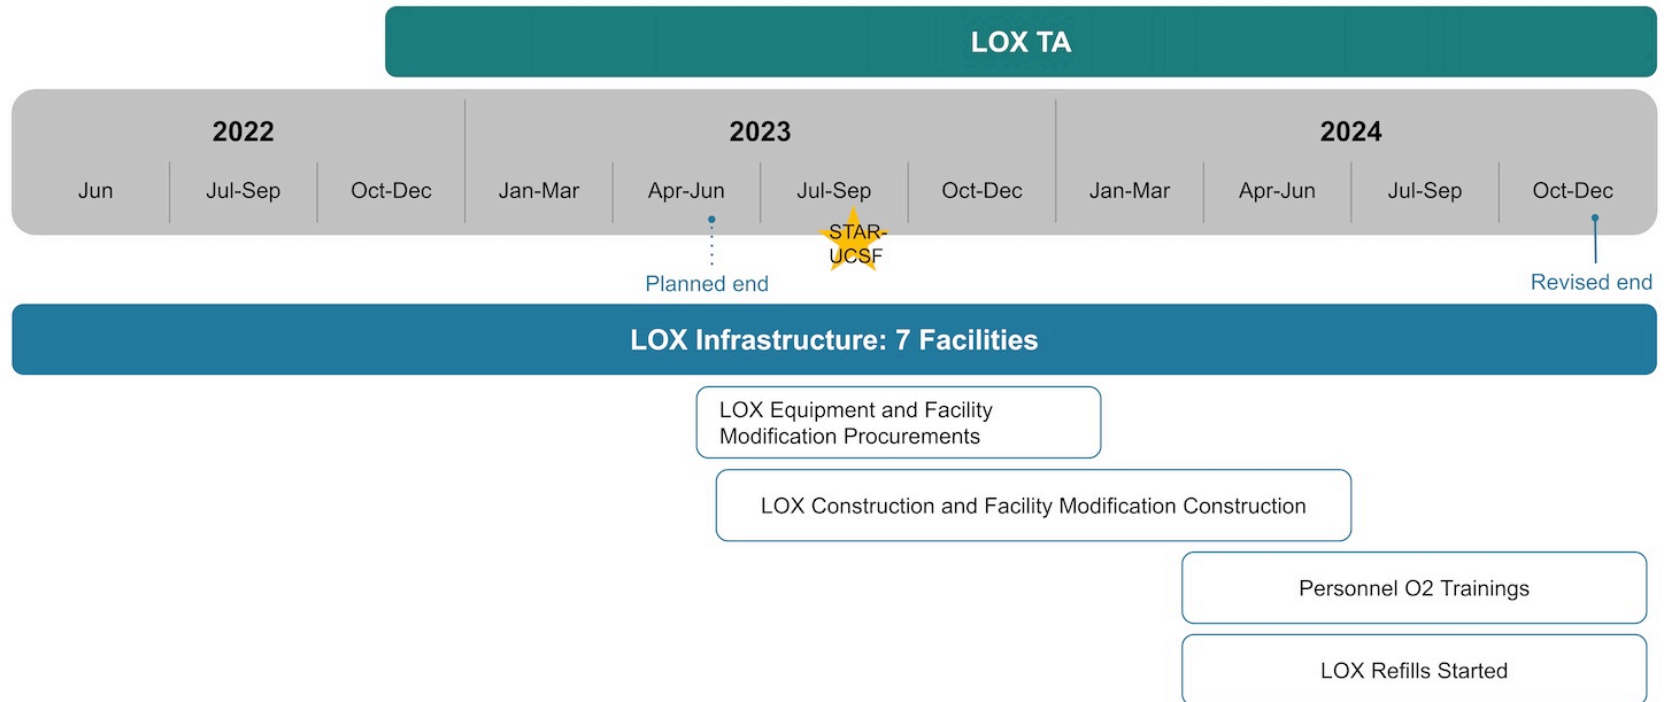 LOX TA
2022
2023
2024
Jun
Jul-Sep
Oct-Dec
Jan-Mar
Apr-Jun
Jul-Sep
Oct-Dec
Jan-Mar
Apr-Jun
Jul-Sep
Oct-Dec
STAR-
UCSF
Planned end
Revised end
LOX Infrastructure: 7 Facilities
LOX Equipment and Facility
Modification Procurements
LOX Construction and Facility Modification Construction
Personnel O2 Trainings
LOX Refills Started